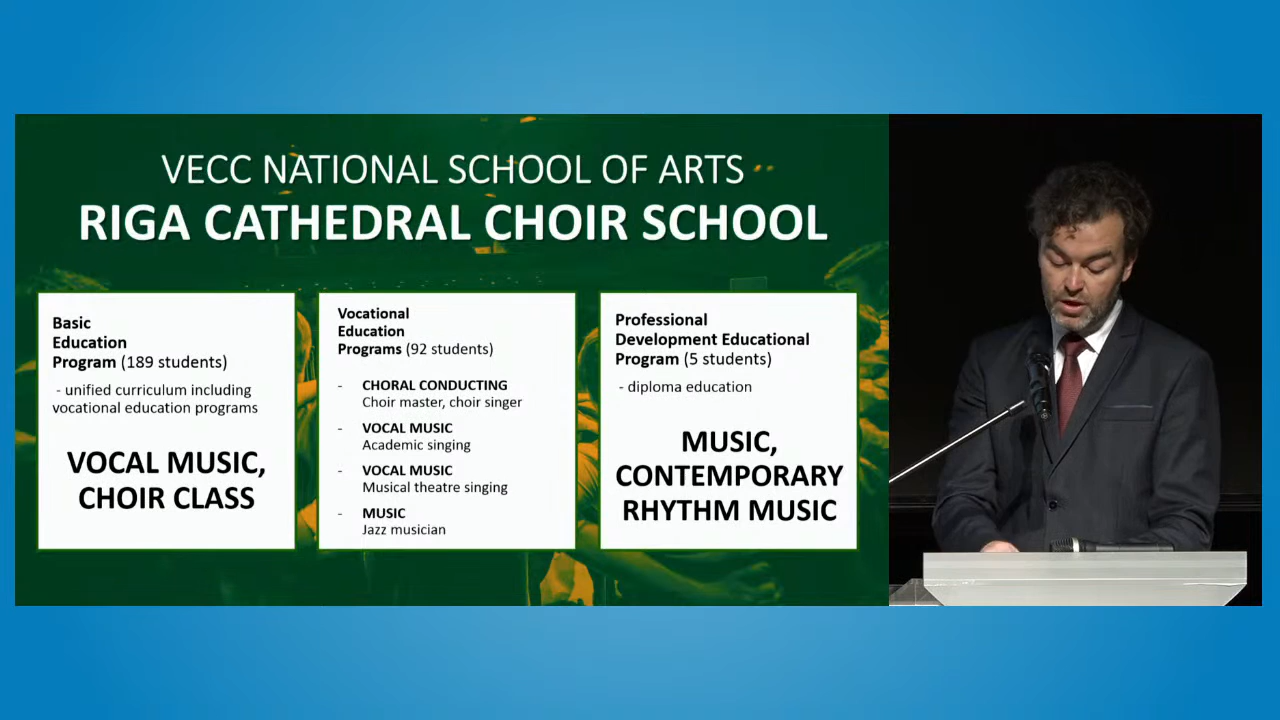 VECC NATIONAL SCHOOL OF ARTS
RIGA CATHEDRAL CHOIR SCHOOL
Basic
Education
Program (189 students)
- unified curriculum including
vocational education programs
VOCAL MUSIC,
CHOIR CLASS
Vocational
Education
Programs (92 students)
- CHORAL CONDUCTING
Choir master, choir singer
- VOCAL MUSIC
Academic singing
- VOCAL MUSIC
Musical theatre singing
- MUSIC
Jazz musician
Professional
Development Educational
Program (5 students)
- diploma education
MUSIC,
CONTEMPORARY
RHYTHM MUSIC